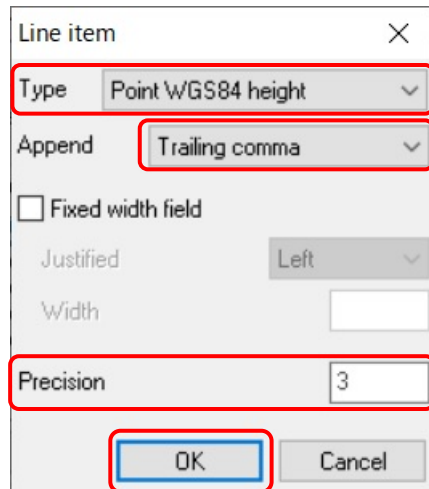 Line item
Type Point WGS84 height
Append Trailing comma
Fixed width field
Justified Left
Width
Precision 3
OK Cancel